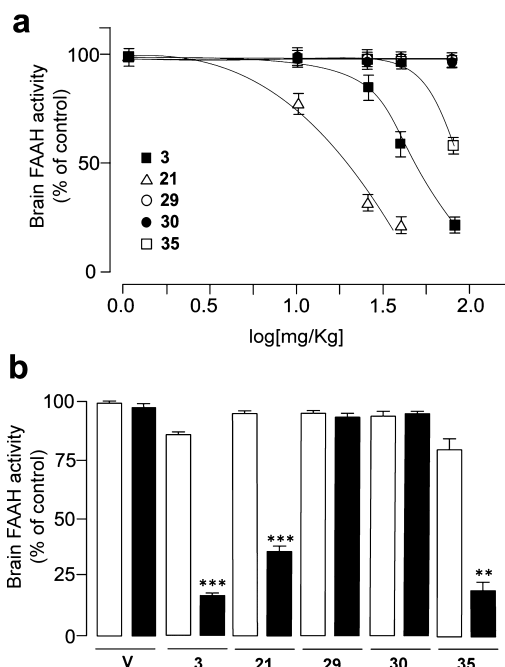 a
Brain FAAH activity
(% of control)
100
50
0
3
21
29
30
35
0.0 0.5 1.0 1.5 2.0
log[mg/Kg]
b
Brain FAAH activity
(% of control)
100
75
50
25
0
***
***
**
V 3 21 29 30 35